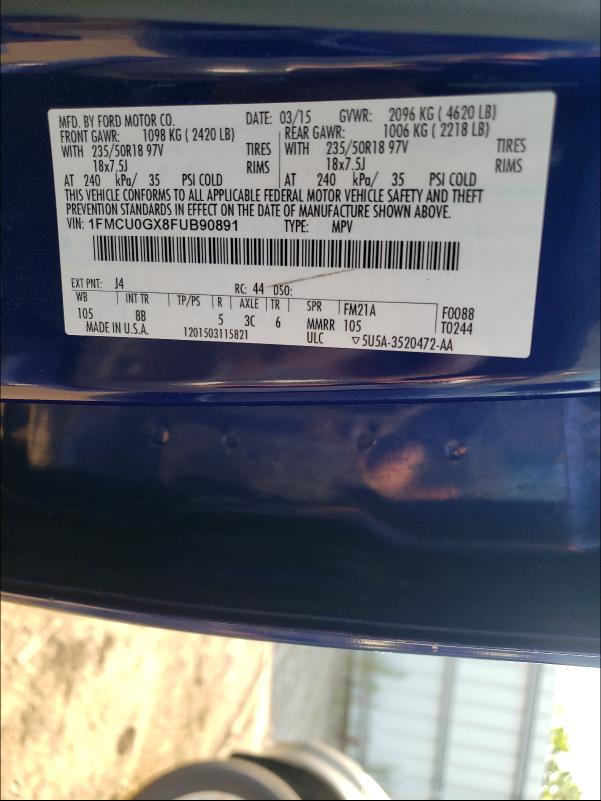 MFD. BY FORD MOTOR CO. DATE: 03/15 GVWR: 2096 KG ( 4620 LB)
FRONT GAWR: 1098 KG ( 2420 LB) REAR GAWR: 1006 KG ( 2218 LB)
WITH 235/50R18 97V TIRES WITH 235/50R18 97V TIRES
18x7.5J RIMS 18x7.5J RIMS
AT 240 kPa/ 35 PSI COLD AT 240 kPa/ 35 PSI COLD
THIS VEHICLE CONFORMS TO ALL APPLICABLE FEDERAL MOTOR VEHICLE SAFETY AND THEFT
PREVENTION STANDARDS IN EFFECT ON THE DATE OF MANUFACTURE SHOWN ABOVE.
VIN: 1FMCU0GX8FUB90891 TYPE: MPV
EXT PNT: J4 RC: 44 DSO:
WB INT TR TP/PS R AXLE TR SPR FM21A F0088
105 8B 5 3C 6 MMRR 105 T0244
MADE IN U.S.A. 1201503115821 ULC ▽5U5A-3520472-AA